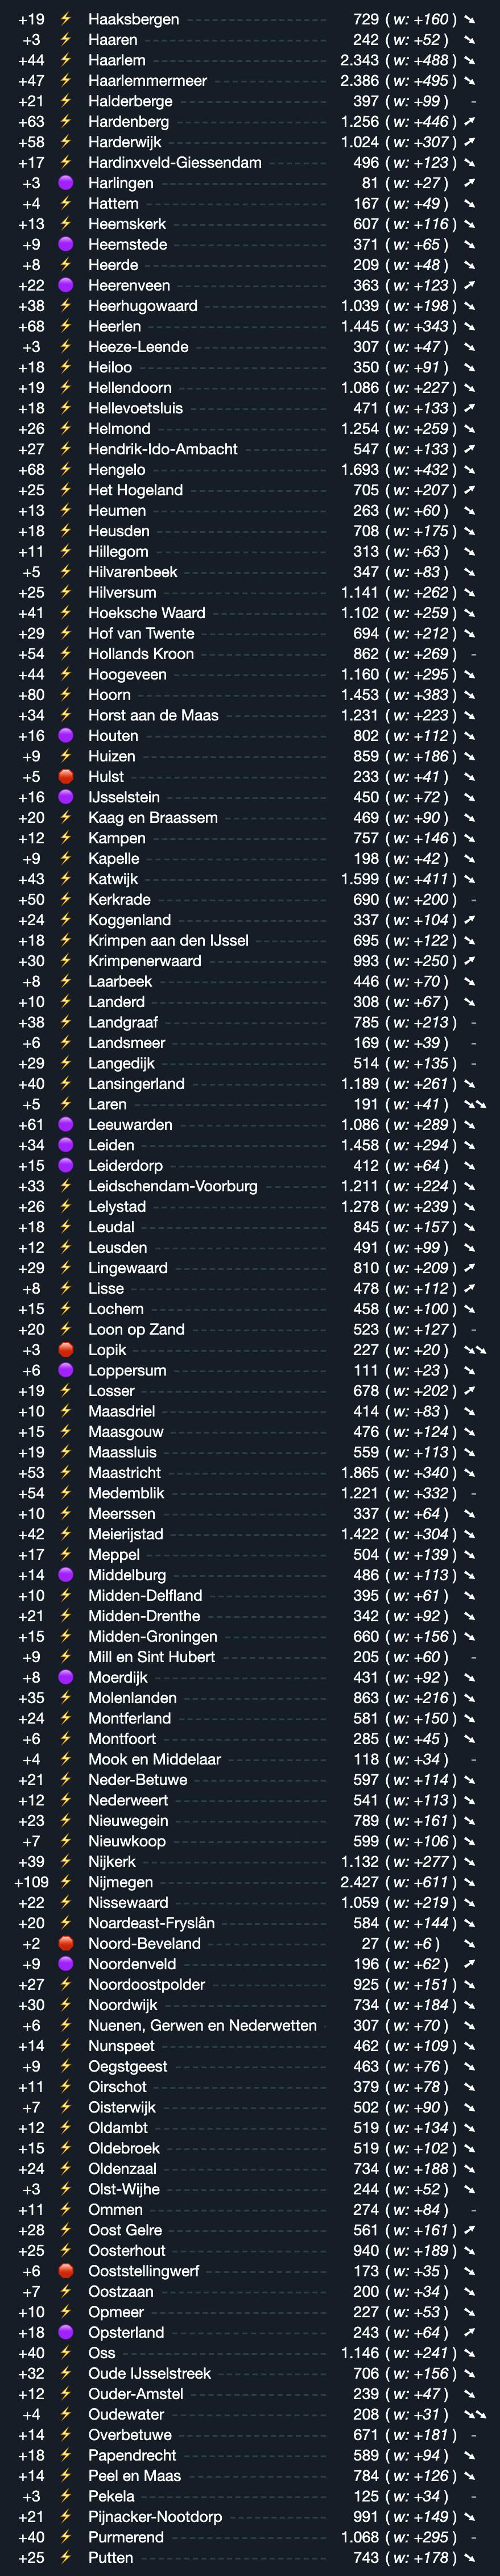 +19 ⚡ Haaksbergen 729 ( w: +160 ) ➘
+3 ⚡ Haaren 242 ( w: +52 ) ➘
+44 ⚡ Haarlem 2.343 ( w: +488 ) ➘
+47 ⚡ Haarlemmermeer 2.386 ( w: +495 ) ➘
+21 ⚡ Halderberge 397 ( w: +99 ) -
+63 ⚡ Hardenberg 1.256 ( w: +446 ) ➚
+58 ⚡ Harderwijk 1.024 ( w: +307 ) ➚
+17 ⚡ Hardinxveld-Giessendam 496 ( w: +123 ) ➘
+3 🟣 Harlingen 81 ( w: +27 ) ➚
+4 ⚡ Hattem 167 ( w: +49 ) ➘
+13 ⚡ Heemskerk 607 ( w: +116 ) ➘
+9 🟣 Heemstede 371 ( w: +65 ) ➘
+8 ⚡ Heerde 209 ( w: +48 ) ➘
+22 🟣 Heerenveen 363 ( w: +123 ) ➚
+38 ⚡ Heerhugowaard 1.039 ( w: +198 ) ➘
+68 ⚡ Heerlen 1.445 ( w: +343 ) ➘
+3 ⚡ Heeze-Leende 307 ( w: +47 ) ➘
+18 ⚡ Heiloo 350 ( w: +91 ) ➘
+19 ⚡ Hellendoorn 1.086 ( w: +227 ) ➘
+18 ⚡ Hellevoetsluis 471 ( w: +133 ) ➚
+26 ⚡ Helmond 1.254 ( w: +259 ) ➘
+27 ⚡ Hendrik-Ido-Ambacht 547 ( w: +133 ) ➚
+68 ⚡ Hengelo 1.693 ( w: +432 ) ➘
+25 ⚡ Het Hogeland 705 ( w: +207 ) ➚
+13 ⚡ Heumen 263 ( w: +60 ) ➘
+18 ⚡ Heusden 708 ( w: +175 ) ➘
+11 ⚡ Hillegom 313 ( w: +63 ) ➘
+5 ⚡ Hilvarenbeek 347 ( w: +83 ) ➘
+25 ⚡ Hilversum 1.141 ( w: +262 ) ➘
+41 ⚡ Hoeksche Waard 1.102 ( w: +259 ) ➘
+29 ⚡ Hof van Twente 694 ( w: +212 ) ➘
+54 ⚡ Hollands Kroon 862 ( w: +269 ) -
+44 ⚡ Hoogeveen 1.160 ( w: +295 ) ➘
+80 ⚡ Hoorn 1.453 ( w: +383 ) ➘
+34 ⚡ Horst aan de Maas 1.231 ( w: +223 ) ➘
+16 🟣 Houten 802 ( w: +112 ) ➘
+9 ⚡ Huizen 859 ( w: +186 ) ➘
+5 🛑 Hulst 233 ( w: +41 ) ➘
+16 🟣 IJsselstein 450 ( w: +72 ) ➘
+20 ⚡ Kaag en Braassem 469 ( w: +90 ) ➘
+12 ⚡ Kampen 757 ( w: +146 ) ➘
+9 ⚡ Kapelle 198 ( w: +42 ) ➘
+43 ⚡ Katwijk 1.599 ( w: +411 ) ➘
+50 ⚡ Kerkrade 690 ( w: +200 ) -
+24 ⚡ Koggenland 337 ( w: +104 ) ➚
+18 ⚡ Krimpen aan den IJssel 695 ( w: +122 ) ➘
+30 ⚡ Krimpenerwaard 993 ( w: +250 ) ➚
+8 ⚡ Laarbeek 446 ( w: +70 ) ➘
+10 ⚡ Landerd 308 ( w: +67 ) ➘
+38 ⚡ Landgraaf 785 ( w: +213 ) -
+6 ⚡ Landsmeer 169 ( w: +39 ) -
+29 ⚡ Langedijk 514 ( w: +135 ) -
+40 ⚡ Lansingerland 1.189 ( w: +261 ) ➘
+5 ⚡ Laren 191 ( w: +41 ) ➘➘
+61 🟣 Leeuwarden 1.086 ( w: +289 ) ➘
+34 🟣 Leiden 1.458 ( w: +294 ) ➘
+15 🟣 Leiderdorp 412 ( w: +64 ) ➘
+33 ⚡ Leidschendam-Voorburg 1.211 ( w: +224 ) ➘
+26 ⚡ Lelystad 1.278 ( w: +239 ) ➘
+18 ⚡ Leudal 845 ( w: +157 ) ➘
+12 ⚡ Leusden 491 ( w: +99 ) ➘
+29 ⚡ Lingewaard 810 ( w: +209 ) ➚
+8 ⚡ Lisse 478 ( w: +112 ) ➚
+15 ⚡ Lochem 458 ( w: +100 ) ➘
+20 ⚡ Loon op Zand 523 ( w: +127 ) -
+3 🛑 Lopik 227 ( w: +20 ) ➘➘
+6 🟣 Loppersum 111 ( w: +23 ) ➘
+19 ⚡ Losser 678 ( w: +202 ) ➚
+10 ⚡ Maasdriel 414 ( w: +83 ) ➘
+15 ⚡ Maasgouw 476 ( w: +124 ) ➘
+19 ⚡ Maassluis 559 ( w: +113 ) ➘
+53 ⚡ Maastricht 1.865 ( w: +340 ) ➘
+54 ⚡ Medemblik 1.221 ( w: +332 ) -
+10 ⚡ Meerssen 337 ( w: +64 ) ➘
+42 ⚡ Meierijstad 1.422 ( w: +304 ) ➘
+17 ⚡ Meppel 504 ( w: +139 ) ➘
+14 🟣 Middelburg 486 ( w: +113 ) ➘
+10 ⚡ Midden-Delfland 395 ( w: +61 ) ➘
+21 ⚡ Midden-Drenthe 342 ( w: +92 ) ➘
+15 ⚡ Midden-Groningen 660 ( w: +156 ) ➘
+9 ⚡ Mill en Sint Hubert 205 ( w: +60 ) -
+8 🟣 Moerdijk 431 ( w: +92 ) ➘
+35 ⚡ Molenlanden 863 ( w: +216 ) ➘
+24 ⚡ Montferland 581 ( w: +150 ) ➘
+6 ⚡ Montfoort 285 ( w: +45 ) ➘
+4 ⚡ Mook en Middelaar 118 ( w: +34 ) -
+21 ⚡ Neder-Betuwe 597 ( w: +114 ) ➘
+12 ⚡ Nederweert 541 ( w: +113 ) ➘
+23 ⚡ Nieuwegein 789 ( w: +161 ) ➘
+7 ⚡ Nieuwkoop 599 ( w: +106 ) ➘
+39 ⚡ Nijkerk 1.132 ( w: +277 ) ➘
+109 ⚡ Nijmegen 2.427 ( w: +611 ) ➘
+22 ⚡ Nissewaard 1.059 ( w: +219 ) ➘
+20 ⚡ Noardeast-Fryslân 584 ( w: +144 ) ➘
+2 🛑 Noord-Beveland 27 ( w: +6 ) ➘
+9 🟣 Noordenveld 196 ( w: +62 ) ➚
+27 ⚡ Noordoostpolder 925 ( w: +151 ) ➘
+30 ⚡ Noordwijk 734 ( w: +184 ) ➘
+6 ⚡ Nuenen, Gerwen en Nederwetten 307 ( w: +70 ) ➘
+14 ⚡ Nunspeet 462 ( w: +109 ) ➘
+9 ⚡ Oegstgeest 463 ( w: +76 ) ➘
+11 ⚡ Oirschot 379 ( w: +78 ) ➘
+7 ⚡ Oisterwijk 502 ( w: +90 ) ➘
+12 ⚡ Oldambt 519 ( w: +134 ) ➘
+15 ⚡ Oldebroek 519 ( w: +102 ) ➘
+24 ⚡ Oldenzaal 734 ( w: +188 ) ➘
+3 ⚡ Olst-Wijhe 244 ( w: +52 ) ➘
+11 ⚡ Ommen 274 ( w: +84 ) -
+28 ⚡ Oost Gelre 561 ( w: +161 ) ➚
+25 ⚡ Oosterhout 940 ( w: +189 ) ➘
+6 🛑 Ooststellingwerf 173 ( w: +35 ) ➘
+7 ⚡ Oostzaan 200 ( w: +34 ) ➘
+10 ⚡ Opmeer 227 ( w: +53 ) ➘
+18 🟣 Opsterland 243 ( w: +64 ) ➚
+40 ⚡ Oss 1.146 ( w: +241 ) ➘
+32 ⚡ Oude IJsselstreek 706 ( w: +156 ) ➘
+12 ⚡ Ouder-Amstel 239 ( w: +47 ) ➘
+4 ⚡ Oudewater 208 ( w: +31 ) ➘➘
+14 ⚡ Overbetuwe 671 ( w: +181 ) -
+18 ⚡ Papendrecht 589 ( w: +94 ) ➘
+14 ⚡ Peel en Maas 784 ( w: +126 ) ➘
+3 ⚡ Pekela 125 ( w: +34 ) -
+21 ⚡ Pijnacker-Nootdorp 991 ( w: +149 ) ➘
+40 ⚡ Purmerend 1.068 ( w: +295 ) -
+25 ⚡ Putten 743 ( w: +178 ) ➘